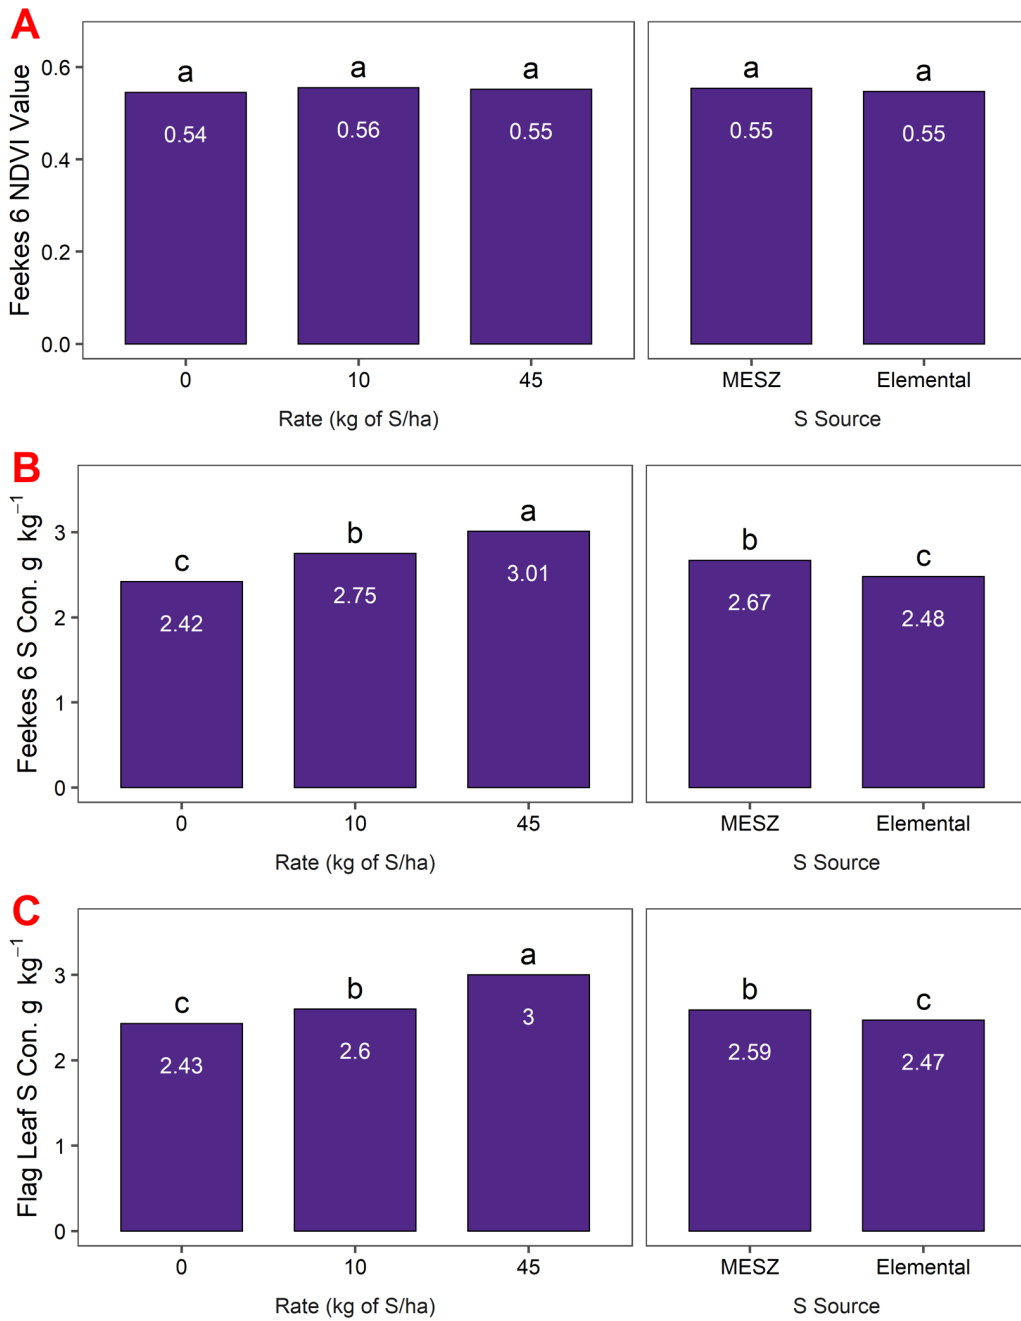 A
Feekes 6 NDVI Value
0.6
0.4
0.2
0.0
a a a a a
0.54 0.56 0.55 0.55 0.55
0 10 45 MESZ Elemental
Rate (kg of S/ha) S Source
B
Feekes 6 S Con. g kg⁻¹
3
2
1
0
c b a b c
2.42 2.75 3.01 2.67 2.48
0 10 45 MESZ Elemental
Rate (kg of S/ha) S Source
C
Flag Leaf S Con. g kg⁻¹
3
2
1
0
c b a b c
2.43 2.6 3 2.59 2.47
0 10 45 MESZ Elemental
Rate (kg of S/ha) S Source